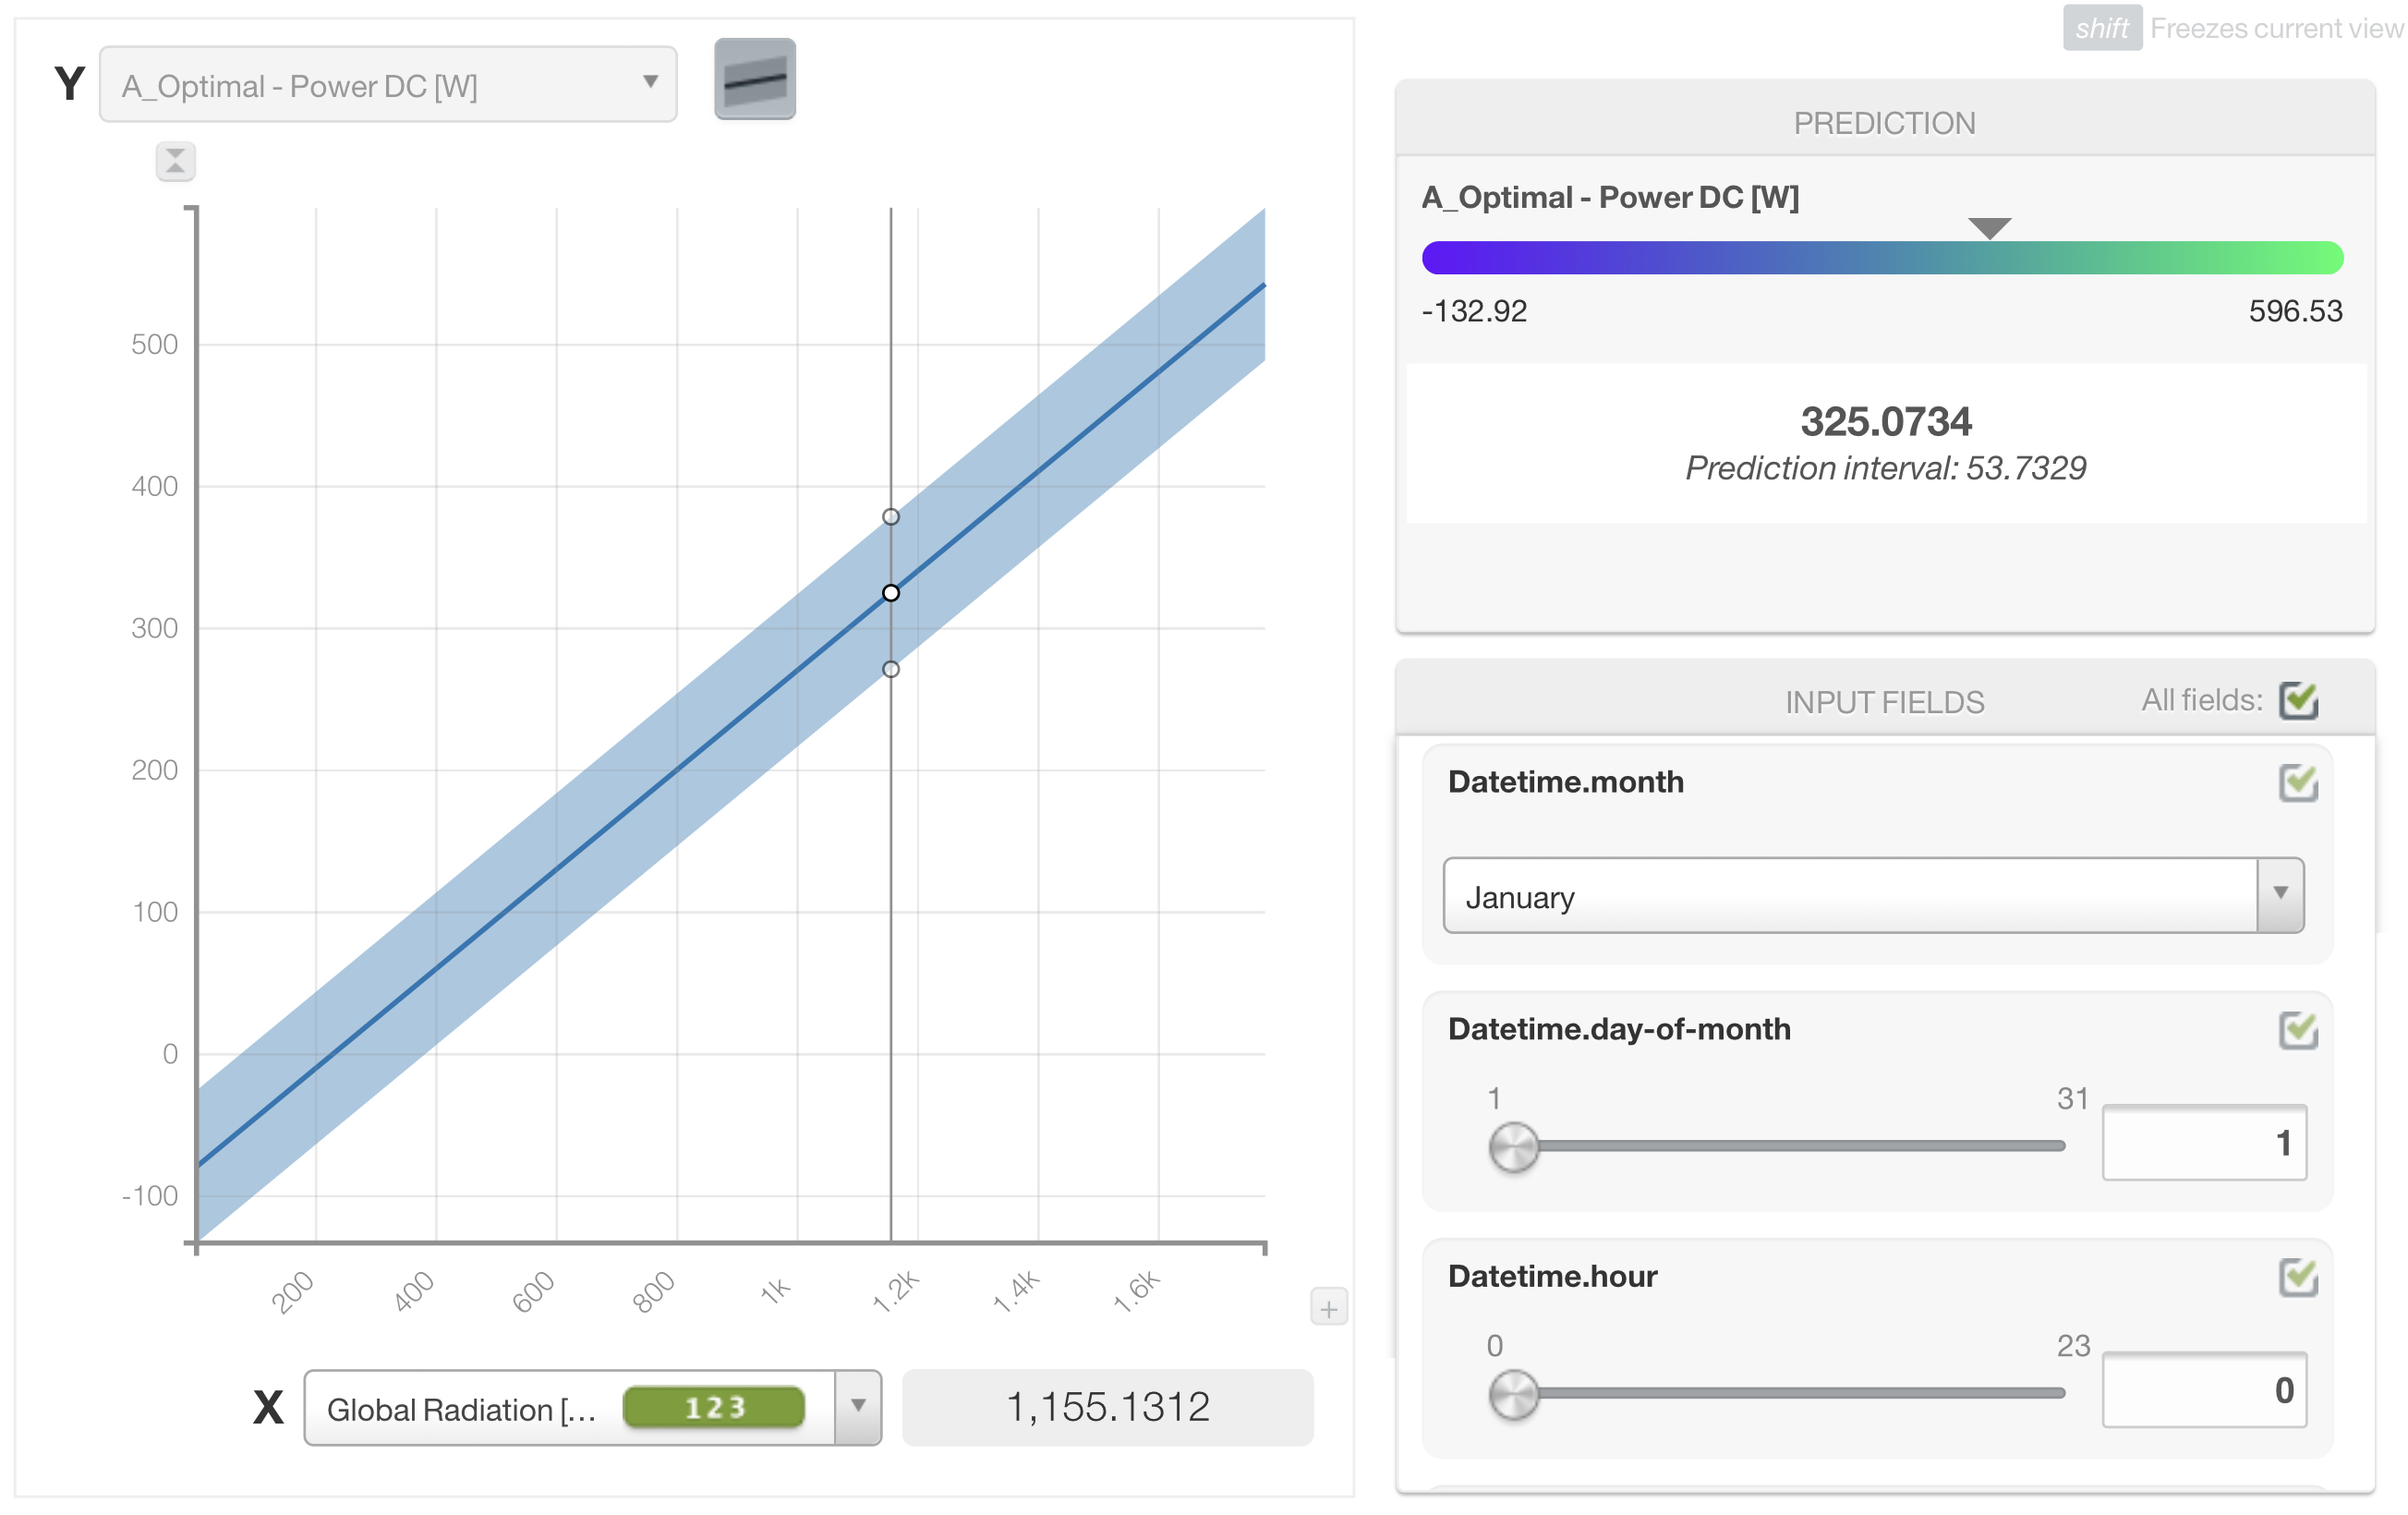 shift Freezes current view
Y A_Optimal - Power DC [W]
500
400
300
200
100
0
-100
200 400 600 800 1k 1.2k 1.4k 1.6k
X Global Radiation [... 123 1,155.1312
PREDICTION
A_Optimal - Power DC [W]
-132.92 596.53
325.0734
Prediction interval: 53.7329
INPUT FIELDS All fields:
Datetime.month
January
Datetime.day-of-month
1 31
1
Datetime.hour
0 23
0